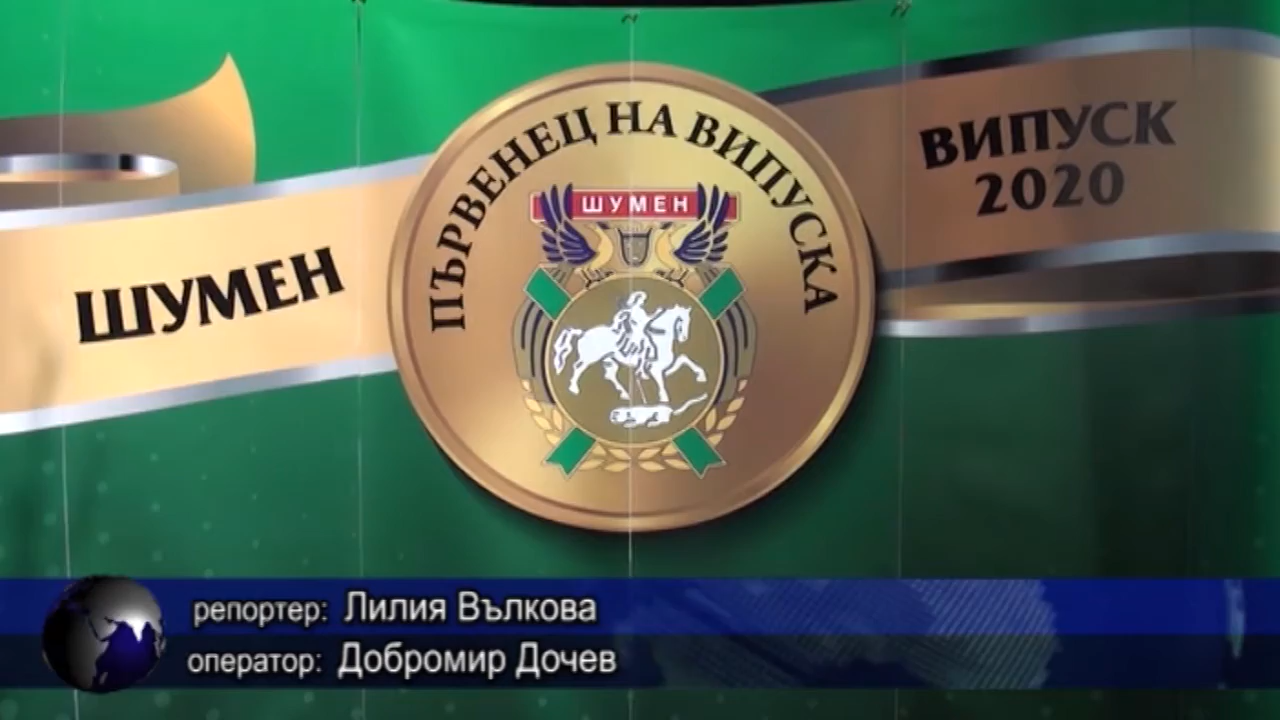 ПЪРВЕНЕЦ НА ВИПУСКА
ШУМЕН
ШУМЕН
ВИПУСК
2020
репортер: Лилия Вълкова
оператор: Добромир Дочев